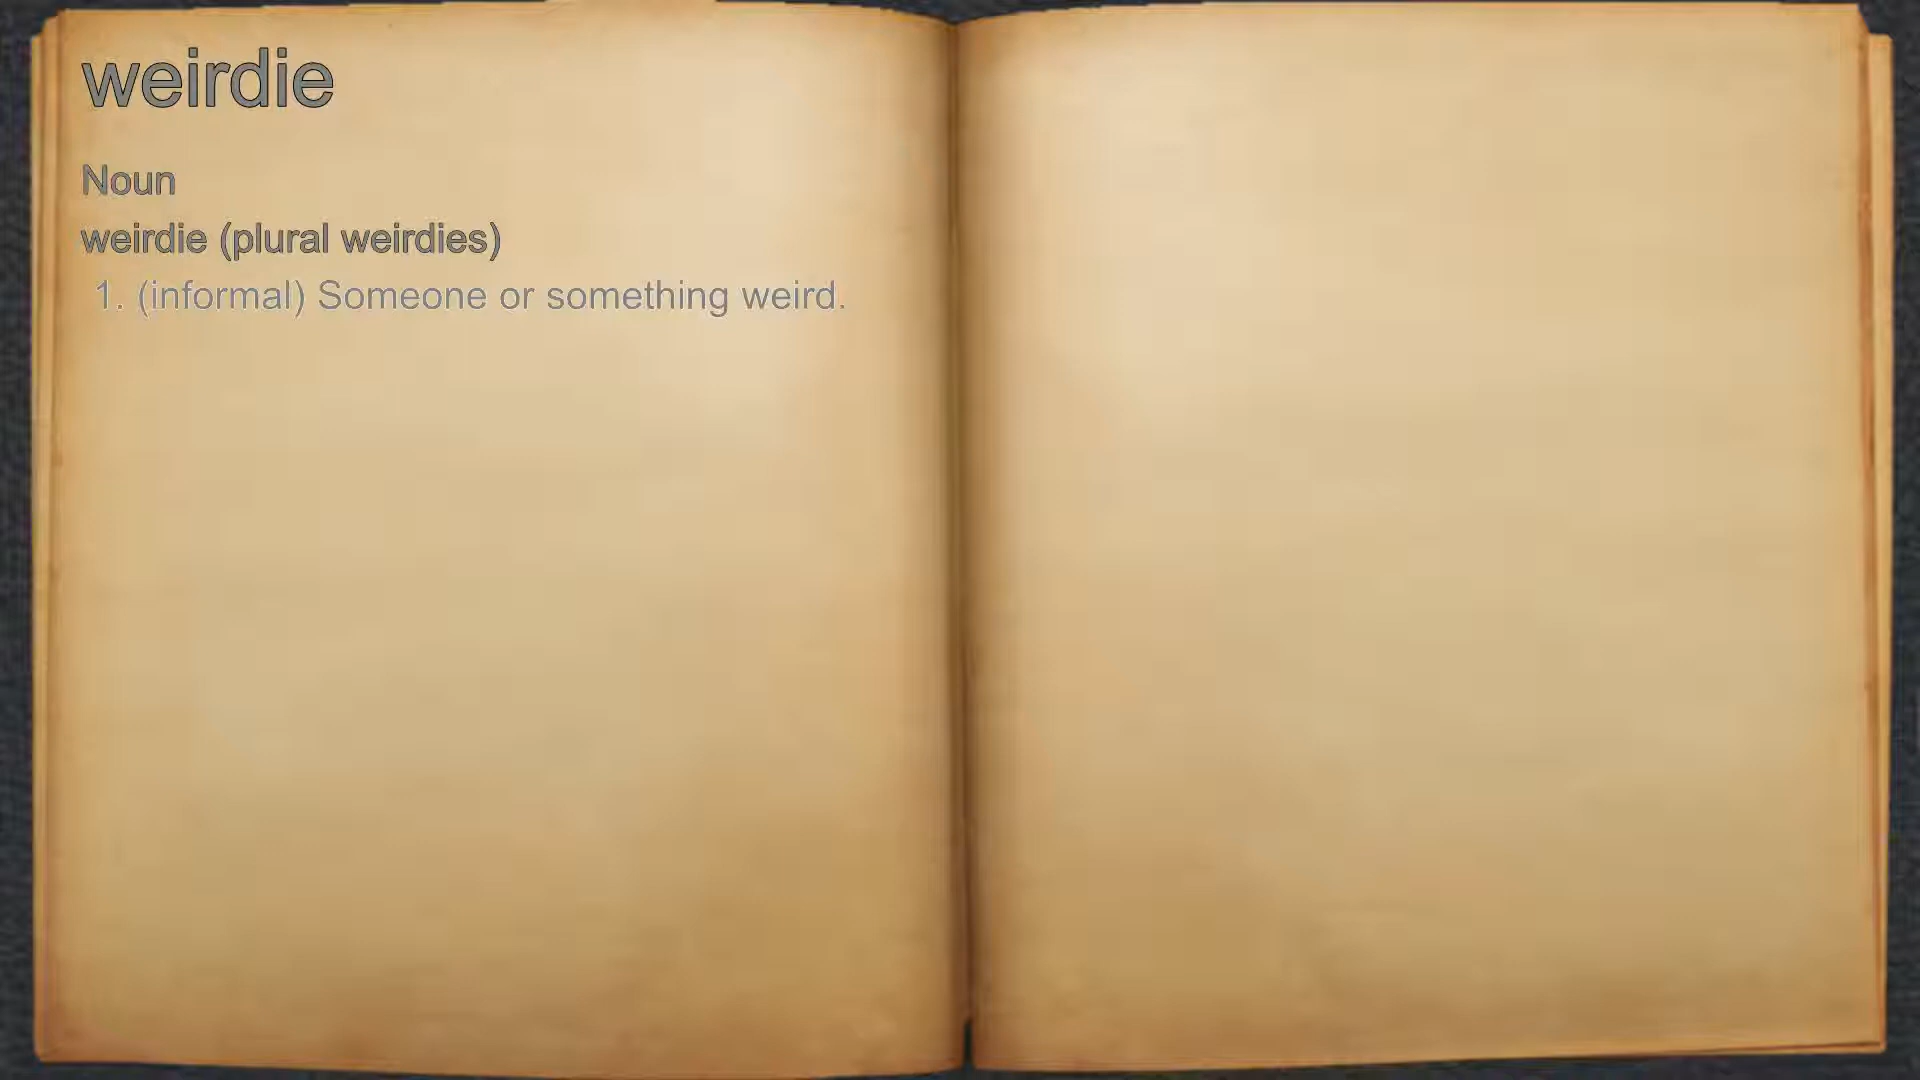 weirdie
Noun
weirdie (plural weirdies)
1. (informal) Someone or something weird.